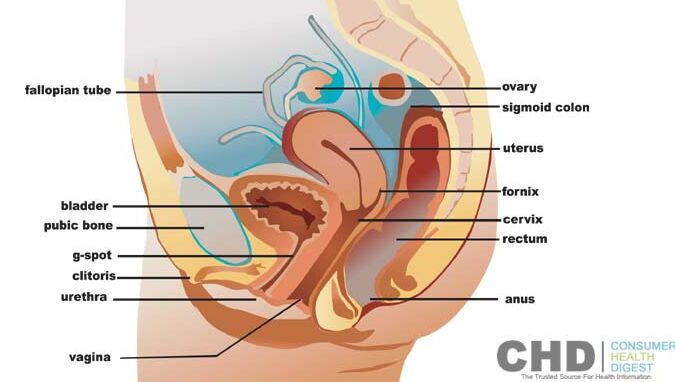 fallopian tube
bladder
pubic bone
g-spot
clitoris
urethra
vagina
ovary
sigmoid colon
uterus
fornix
cervix
rectum
anus
CHD
CONSUMER
HEALTH
DIGEST
The Trusted Source For Health Information